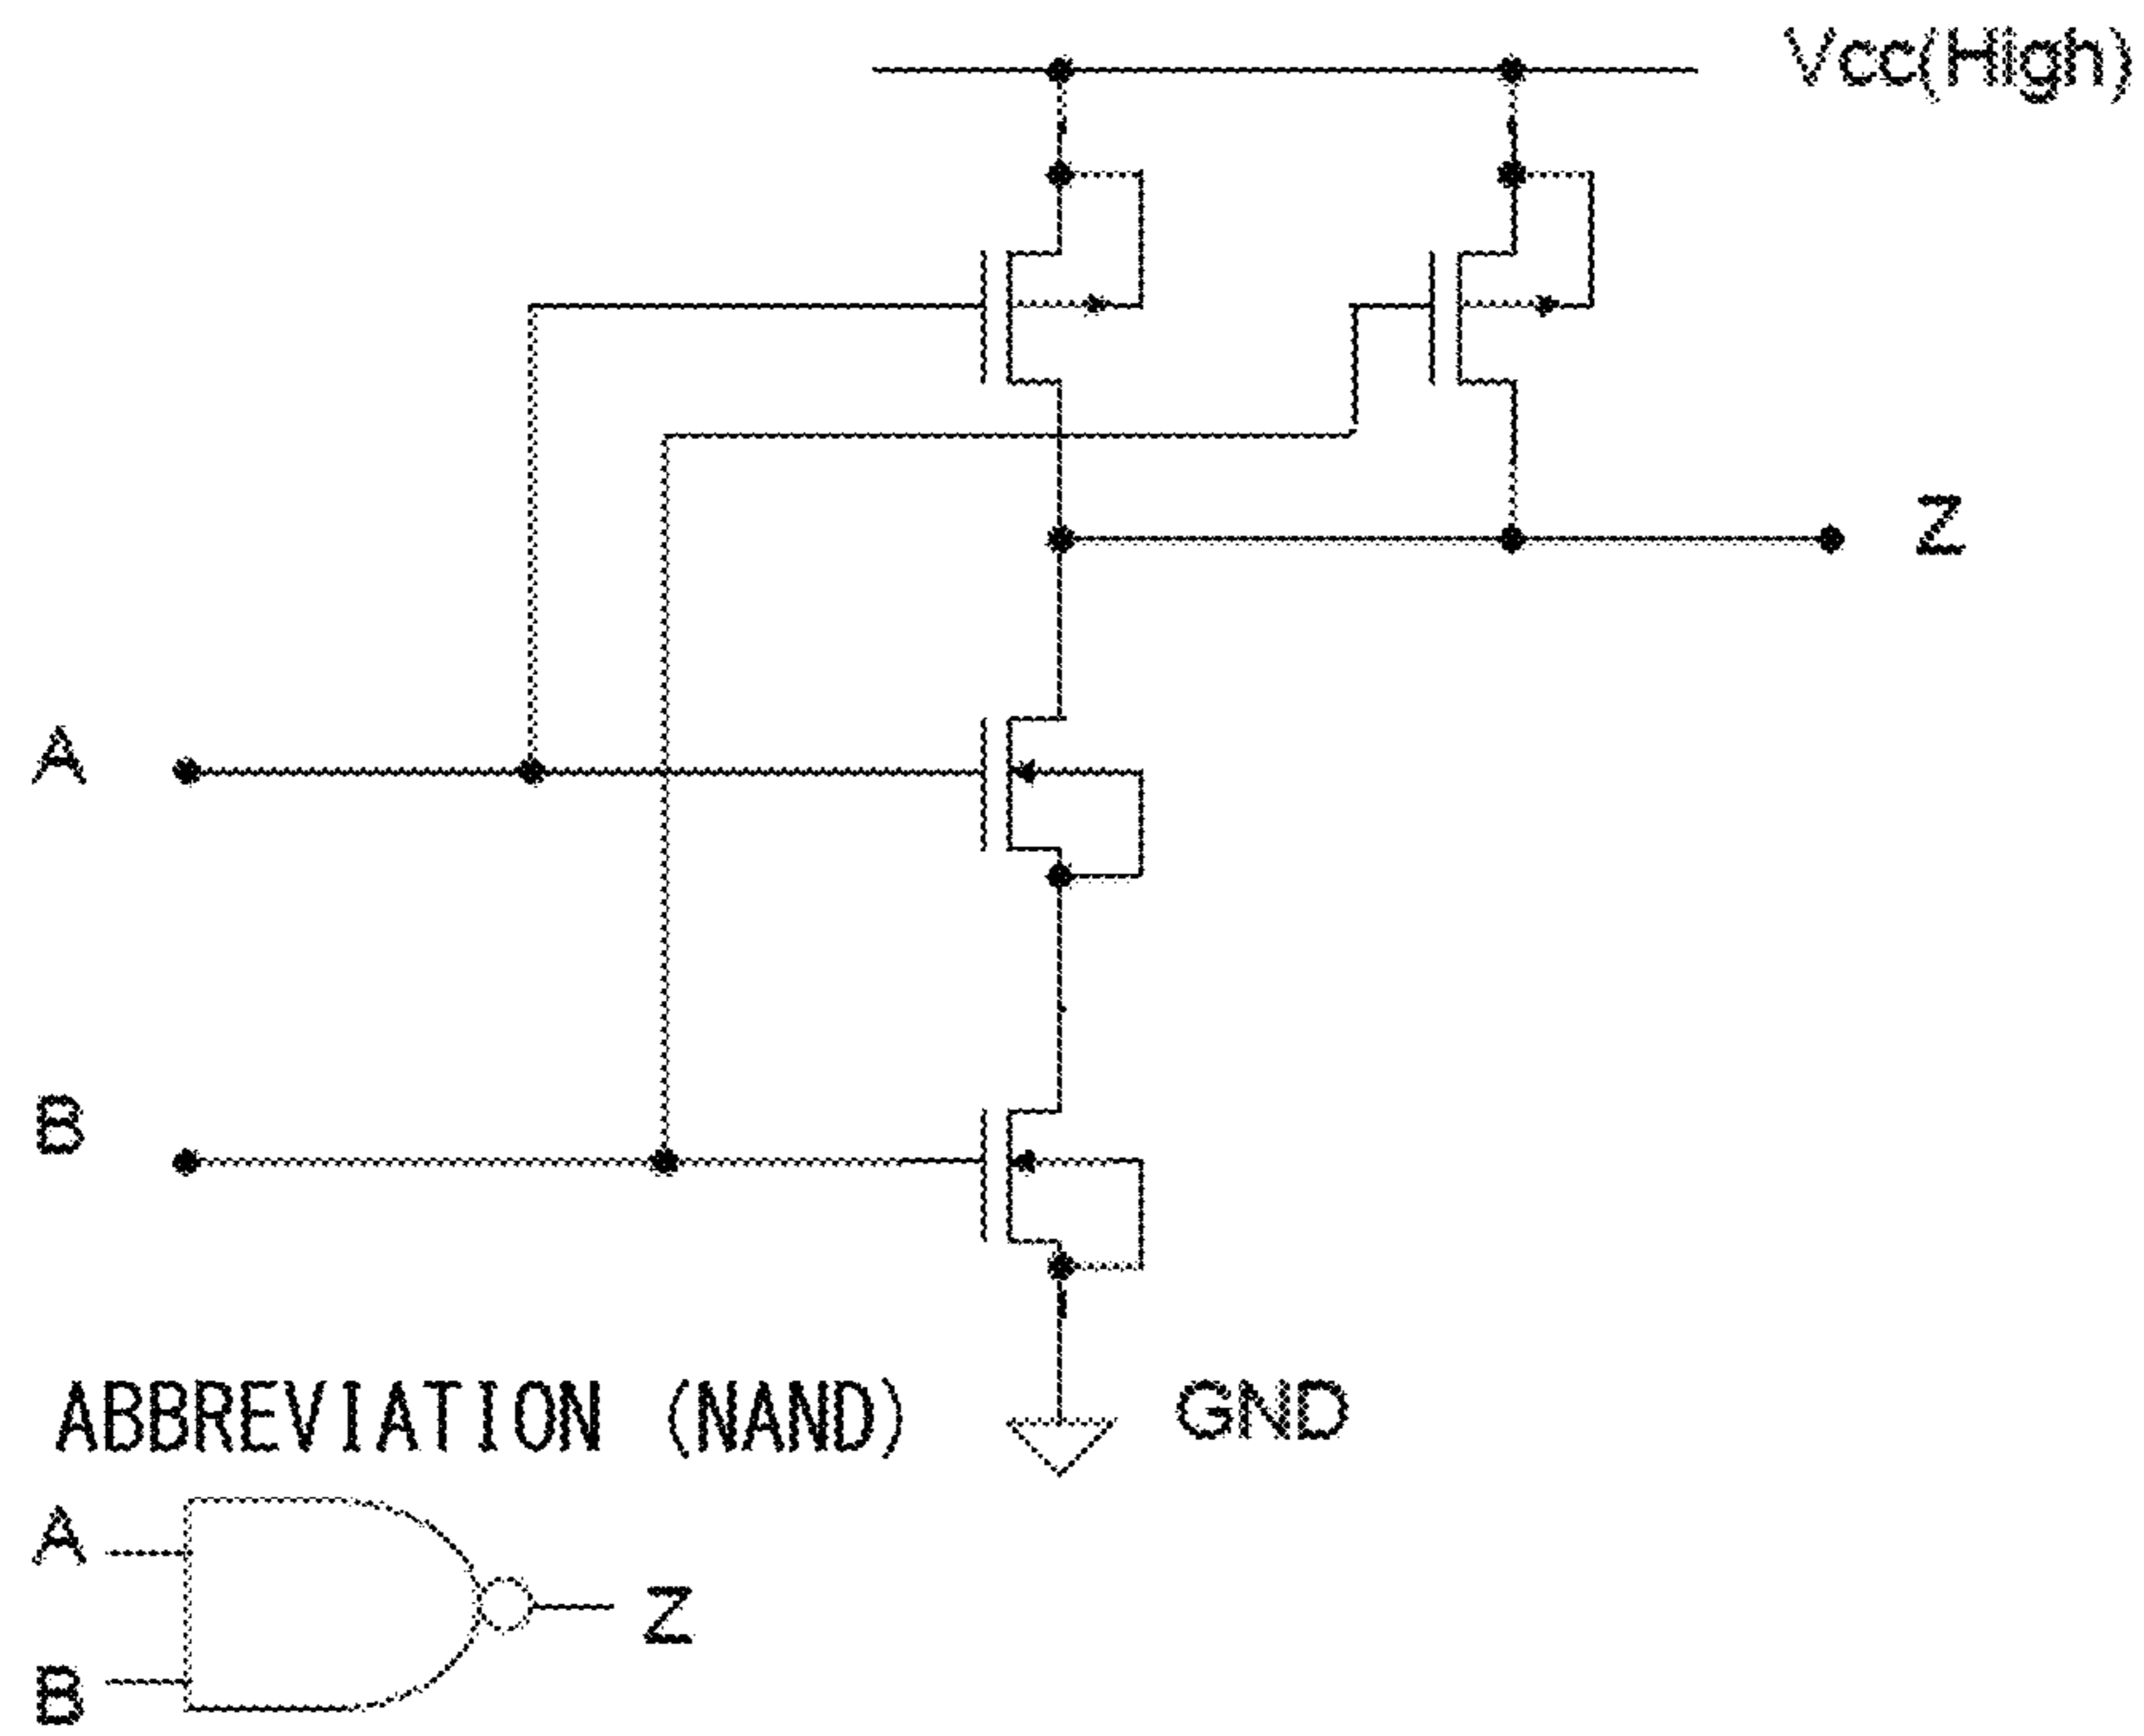 Vcc(High)
Z
A
B
GND
ABBREVIATION (NAND)
A
Z
B